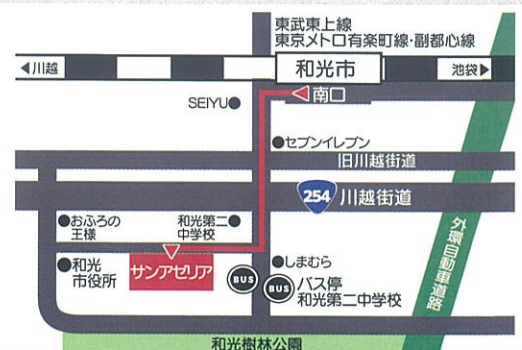 東武東上線
東京メトロ有楽町線・副都心線
◀川越
和光市
池袋▶
南口
SEIYU
セブンイレブン
旧川越街道
254 川越街道
おふろの
王様
和光第二
中学校
外環自動車道路
和光
市役所
サンアゼリア
しまむら
BUS
BUS
バス停
和光第二中学校
和光樹林公園